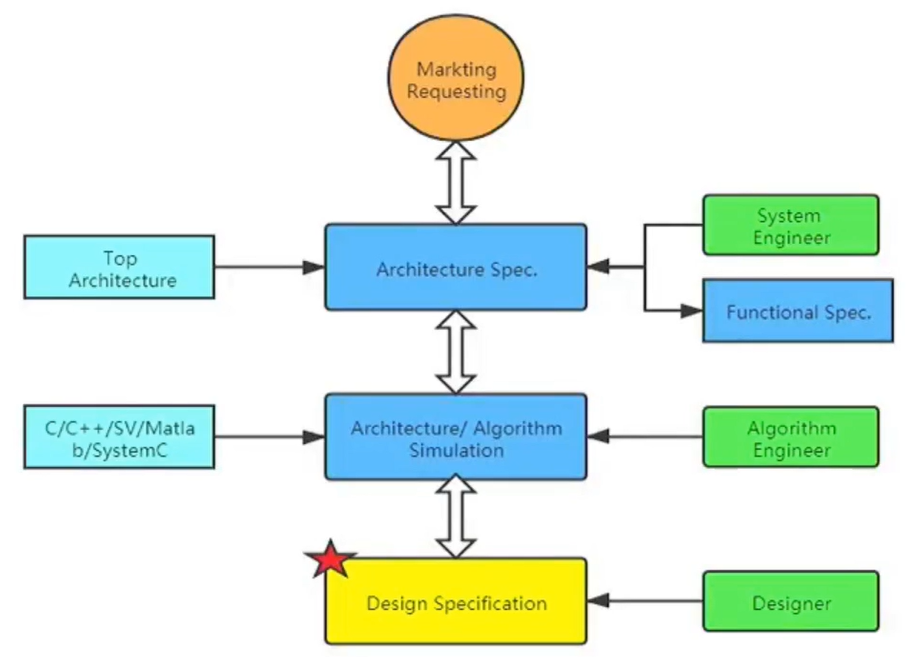 Markting
Requesting
System
Engineer
Top
Architecture
Architecture Spec.
Functional Spec.
C/C++/SV/Matla
b/SystemC
Architecture/ Algorithm
Simulation
Algorithm
Engineer
Design Specification
Designer